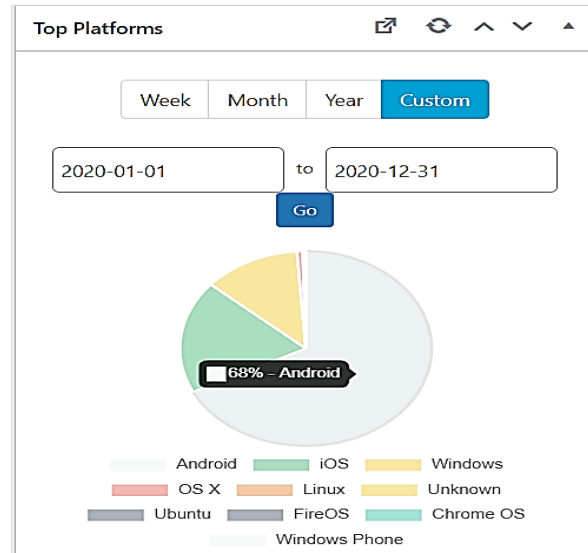 Top Platforms
Week Month Year Custom
2020-01-01 to 2020-12-31
Go
68% - Android
Android iOS Windows
OS X Linux Unknown
Ubuntu FireOS Chrome OS
Windows Phone